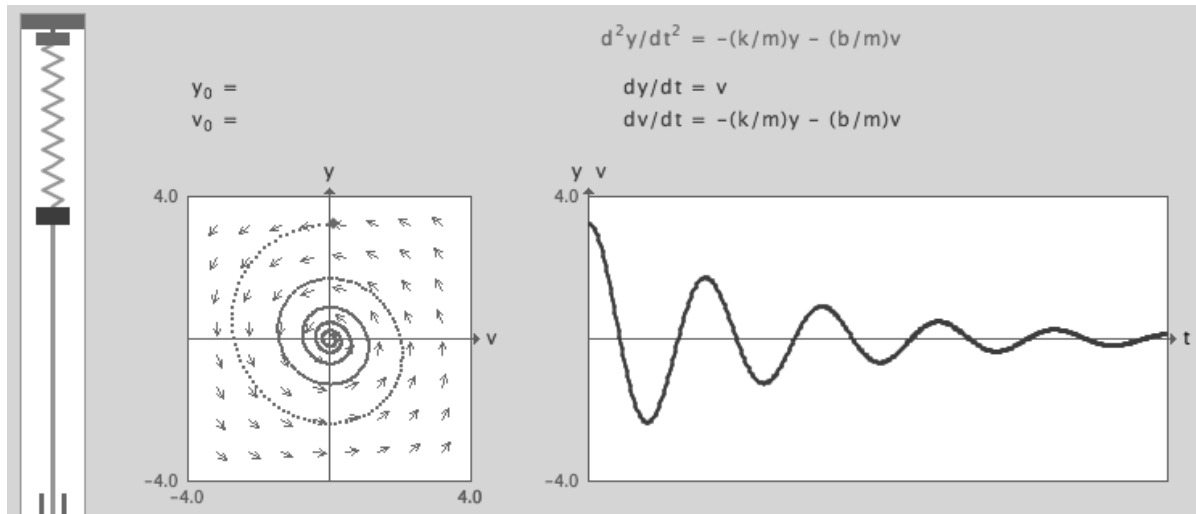 d²y/dt² = -(k/m)y - (b/m)v
y₀ =
dy/dt = v
v₀ =
dv/dt = -(k/m)y - (b/m)v
y
y v
4.0
4.0
v
t
-4.0
-4.0
-4.0
4.0